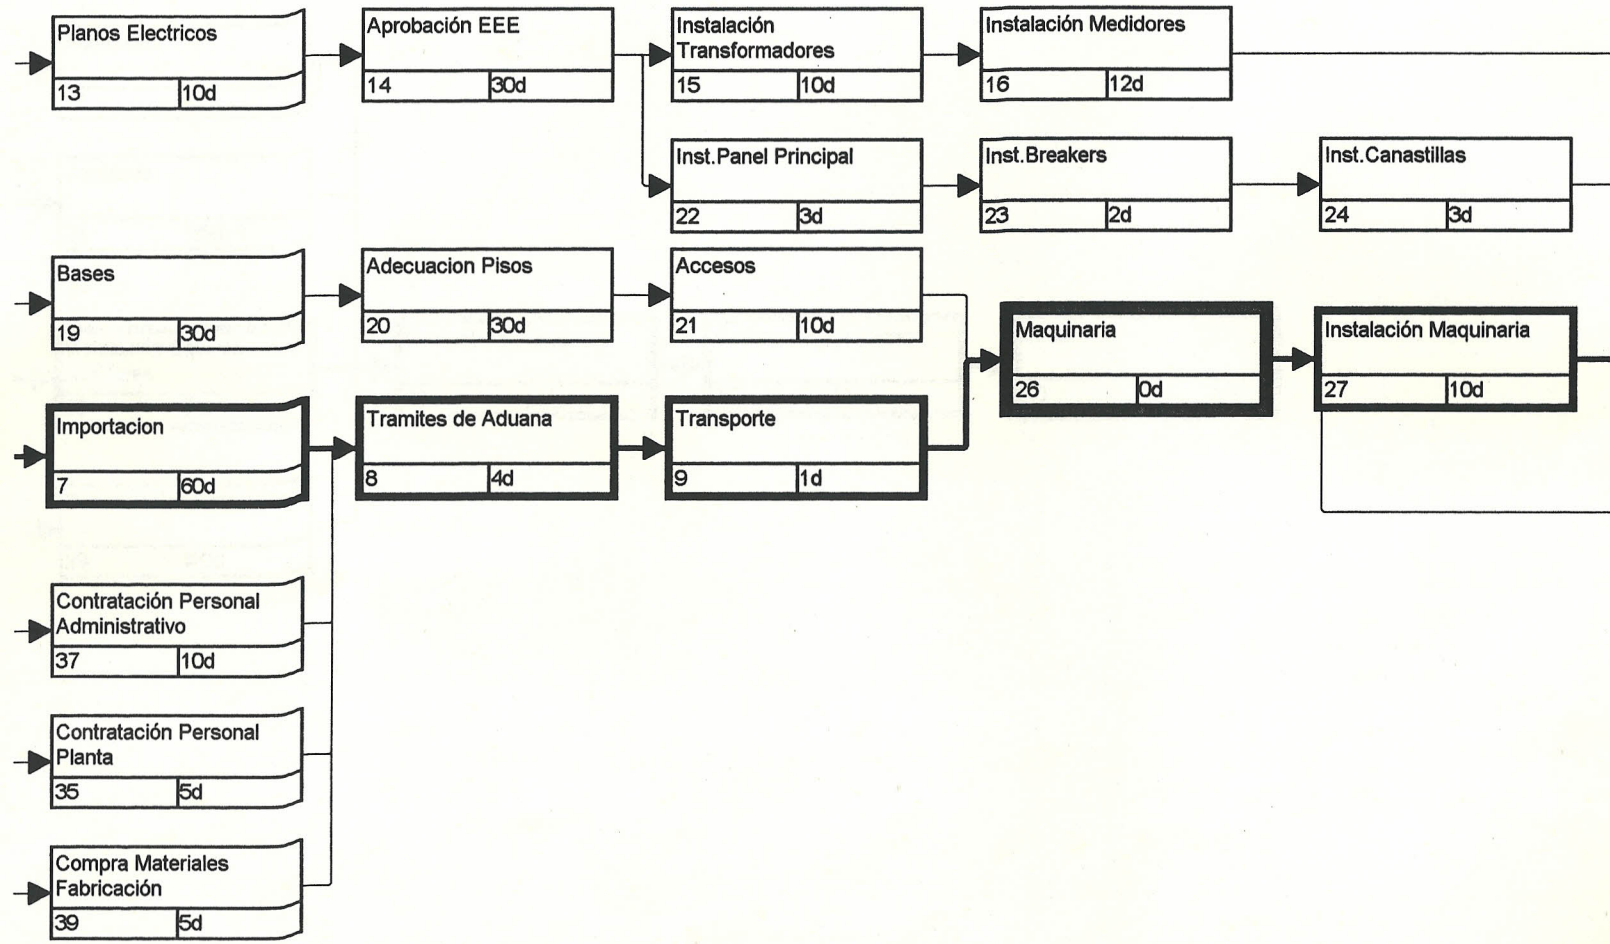 Planos Electricos
13 10d
Aprobación EEE
14 30d
Instalación
Transformadores
15 10d
Instalación Medidores
16 12d
Inst.Panel Principal
22 3d
Inst.Breakers
23 2d
Inst.Canastillas
24 3d
Bases
19 30d
Adecuacion Pisos
20 30d
Accesos
21 10d
Maquinaria
26 0d
Instalación Maquinaria
27 10d
Importacion
7 60d
Tramites de Aduana
8 4d
Transporte
9 1d
Contratación Personal
Administrativo
37 10d
Contratación Personal
Planta
35 5d
Compra Materiales
Fabricación
39 5d